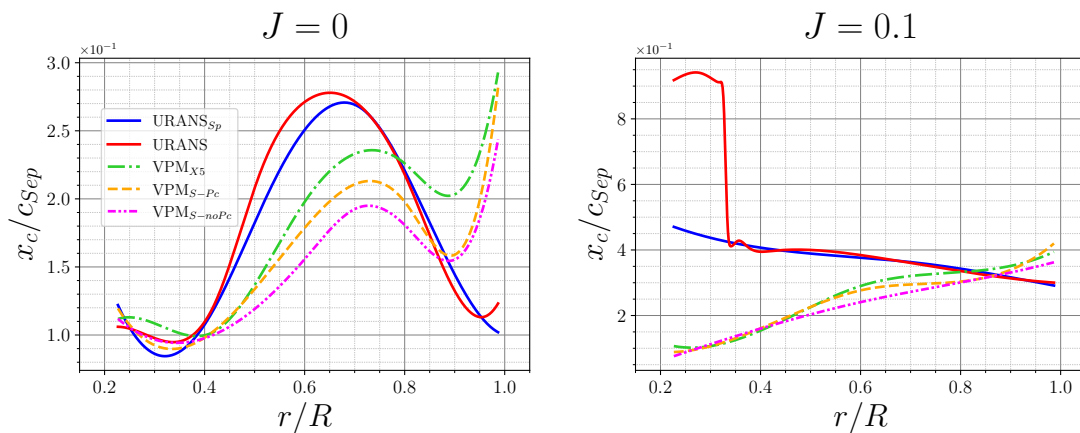 J = 0
×10⁻¹
3.0
2.5
2.0
1.5
1.0
x_c/c_Sep
URANS_Sp
URANS
VPM_X5
VPM_S−Pc
VPM_S−noPc
0.2 0.4 0.6 0.8 1.0
r/R
J = 0.1
×10⁻¹
8
6
4
2
x_c/c_Sep
0.2 0.4 0.6 0.8 1.0
r/R